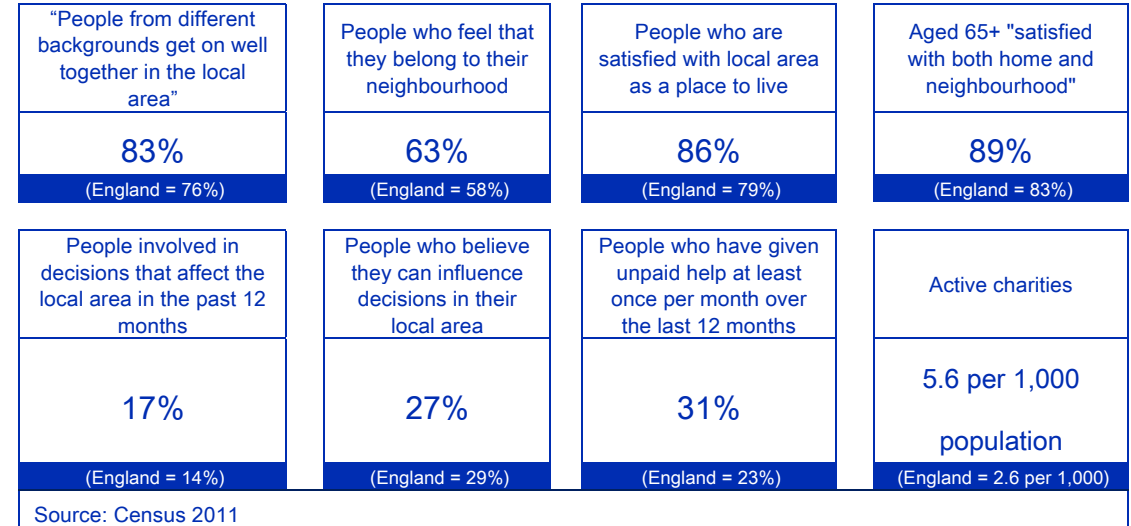 “People from different
backgrounds get on well
together in the local
area”
83%
(England = 76%)
People who feel that
they belong to their
neighbourhood
63%
(England = 58%)
People who are
satisfied with local area
as a place to live
86%
(England = 79%)
Aged 65+ "satisfied
with both home and
neighbourhood"
89%
(England = 83%)
People involved in
decisions that affect the
local area in the past 12
months
17%
(England = 14%)
People who believe
they can influence
decisions in their
local area
27%
(England = 29%)
People who have given
unpaid help at least
once per month over
the last 12 months
31%
(England = 23%)
Active charities
5.6 per 1,000
population
(England = 2.6 per 1,000)
Source: Census 2011